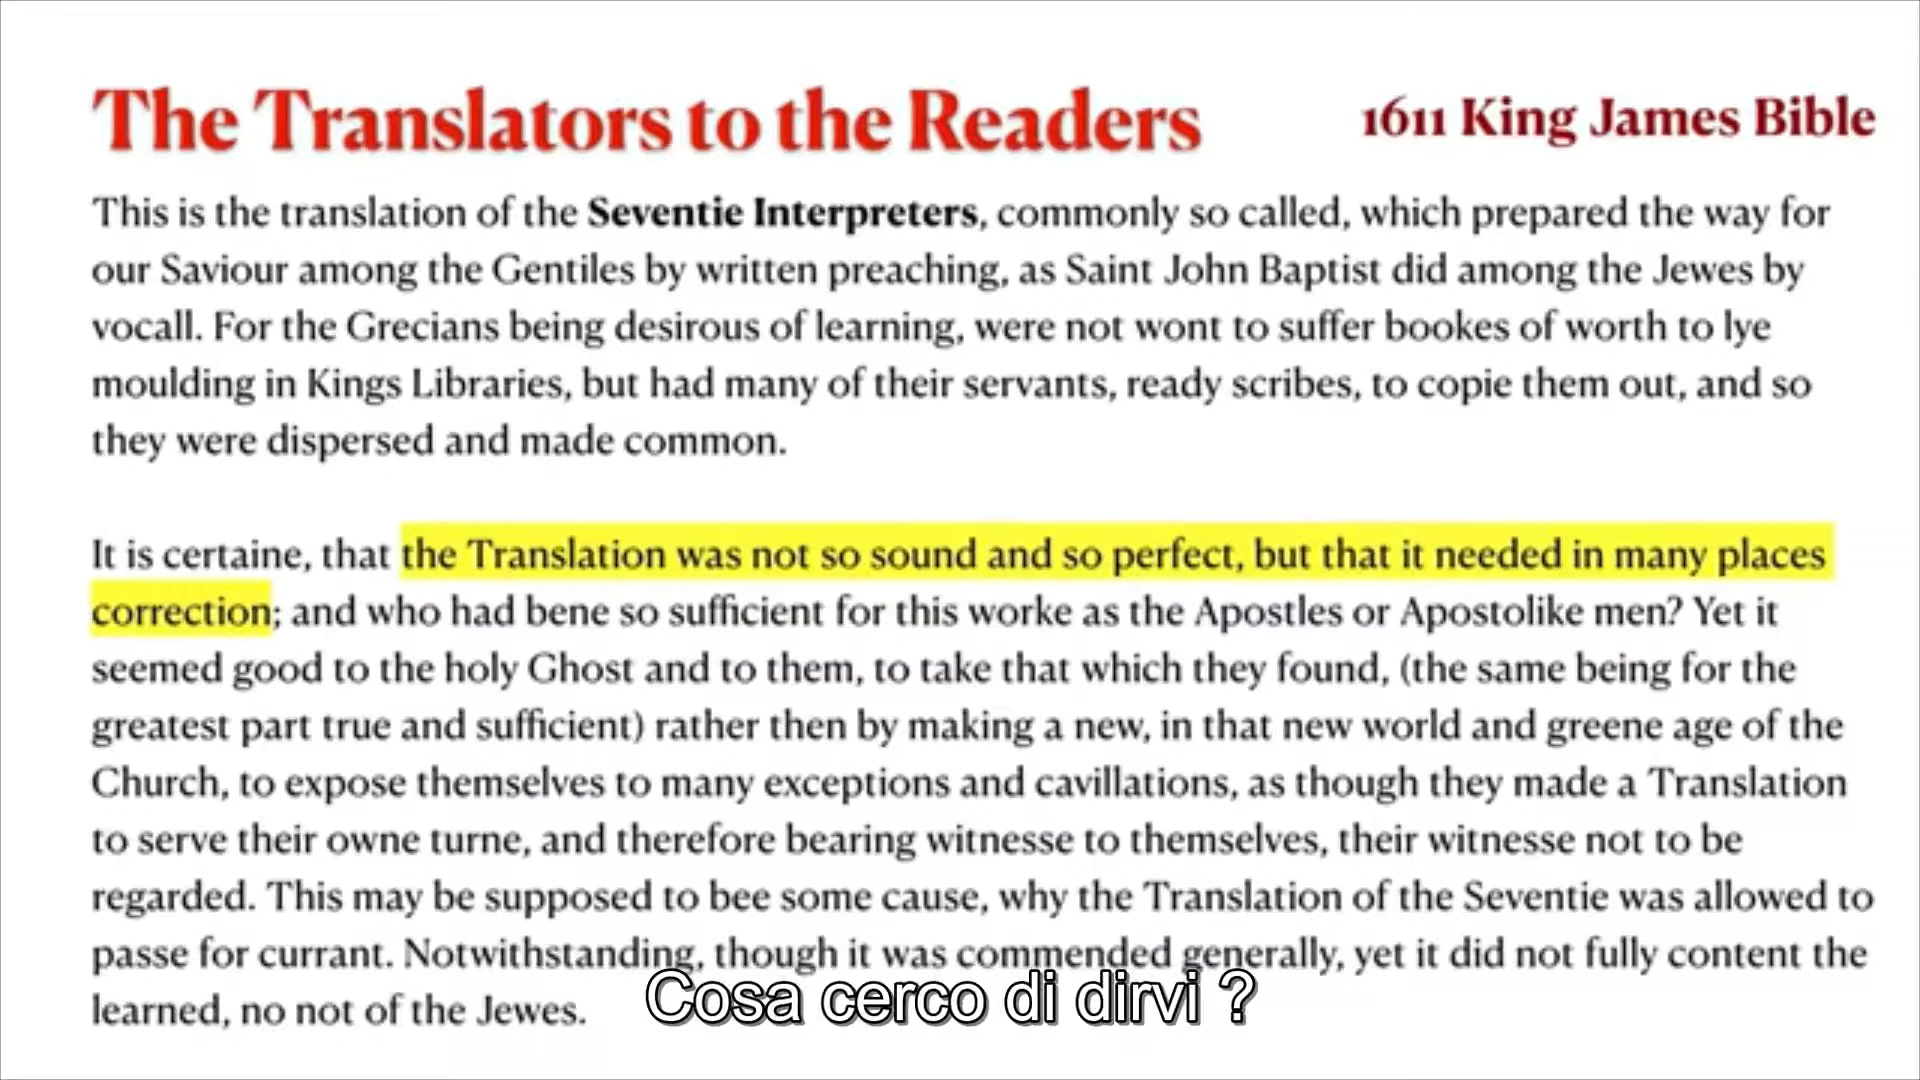 The Translators to the Readers
1611 King James Bible
This is the translation of the Seventie Interpreters, commonly so called, which prepared the way for
our Saviour among the Gentiles by written preaching, as Saint John Baptist did among the Jewes by
vocall. For the Grecians being desirous of learning, were not wont to suffer bookes of worth to lye
moulding in Kings Libraries, but had many of their servants, ready scribes, to copie them out, and so
they were dispersed and made common.
It is certaine, that the Translation was not so sound and so perfect, but that it needed in many places
correction; and who had bene so sufficient for this worke as the Apostles or Apostolike men? Yet it
seemed good to the holy Ghost and to them, to take that which they found, (the same being for the
greatest part true and sufficient) rather then by making a new, in that new world and greene age of the
Church, to expose themselves to many exceptions and cavillations, as though they made a Translation
to serve their owne turne, and therefore bearing witnesse to themselves, their witnesse not to be
regarded. This may be supposed to bee some cause, why the Translation of the Seventie was allowed to
passe for currant. Notwithstanding, though it was commended generally, yet it did not fully content the
learned, no not of the Jewes.
Cosa cerco di dirvi ?